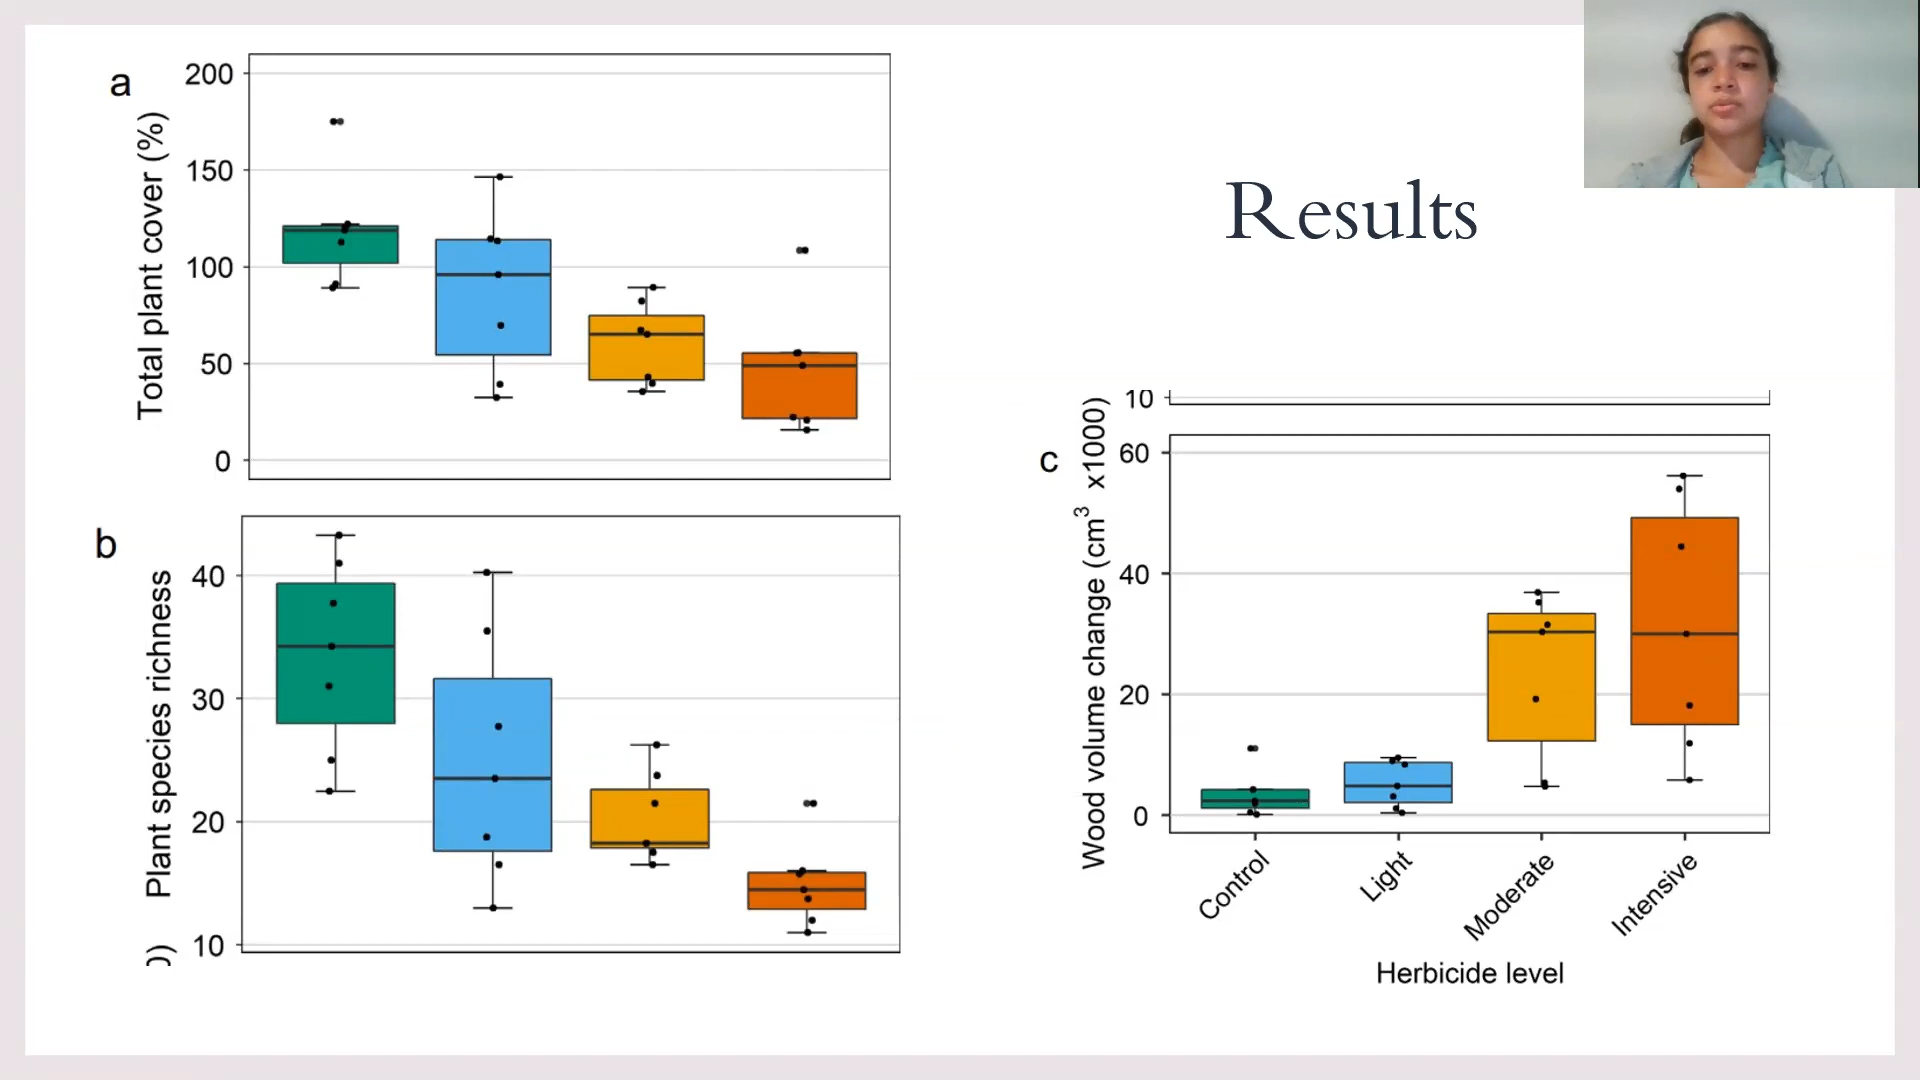 a
Total plant cover (%)
200
150
100
50
0
b
Plant species richness
40
30
20
10
0)
Results
c
Wood volume change (cm³ x1000)
10
60
40
20
0
Control
Light
Moderate
Intensive
Herbicide level